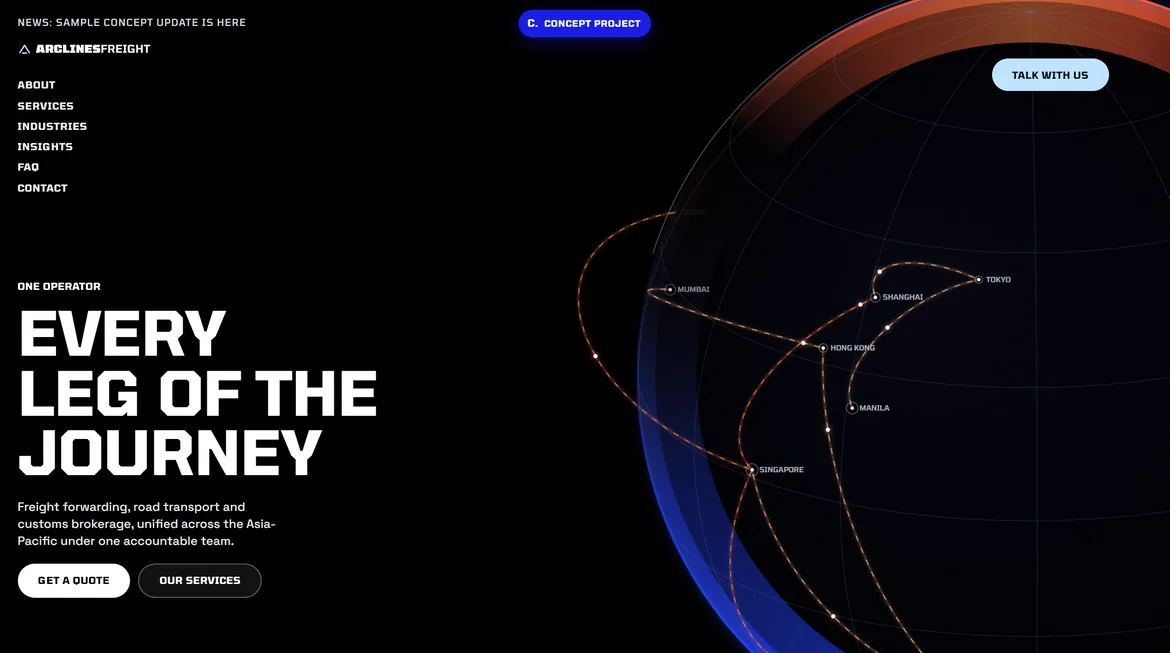 NEWS: SAMPLE CONCEPT UPDATE IS HERE
C. CONCEPT PROJECT
ARCLINESFREIGHT
TALK WITH US
ABOUT
SERVICES
INDUSTRIES
INSIGHTS
FAQ
CONTACT
MUMBAI
TOKYO
SHANGHAI
HONG KONG
MANILA
SINGAPORE
ONE OPERATOR
EVERY
LEG OF THE
JOURNEY
Freight forwarding, road transport and
customs brokerage, unified across the Asia-
Pacific under one accountable team.
GET A QUOTE
OUR SERVICES